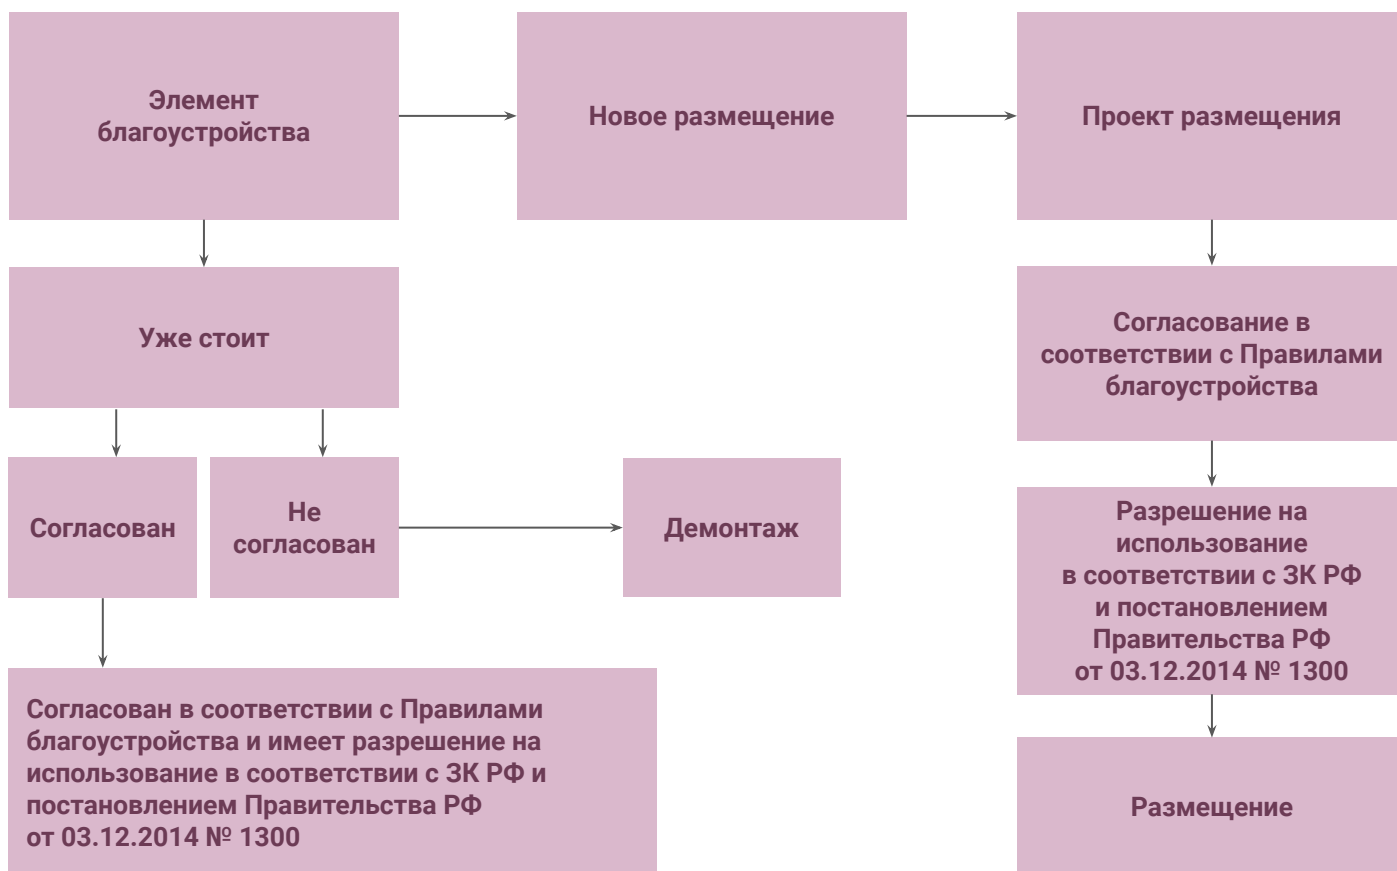 Элемент
благоустройства
Новое размещение
Проект размещения
Уже стоит
Согласование в
соответствии с Правилами
благоустройства
Согласован
Не
согласован
Демонтаж
Разрешение на
использование
в соответствии с ЗК РФ
и постановлением
Правительства РФ
от 03.12.2014 № 1300
Согласован в соответствии с Правилами
благоустройства и имеет разрешение на
использование в соответствии с ЗК РФ и
постановлением Правительства РФ
от 03.12.2014 № 1300
Размещение